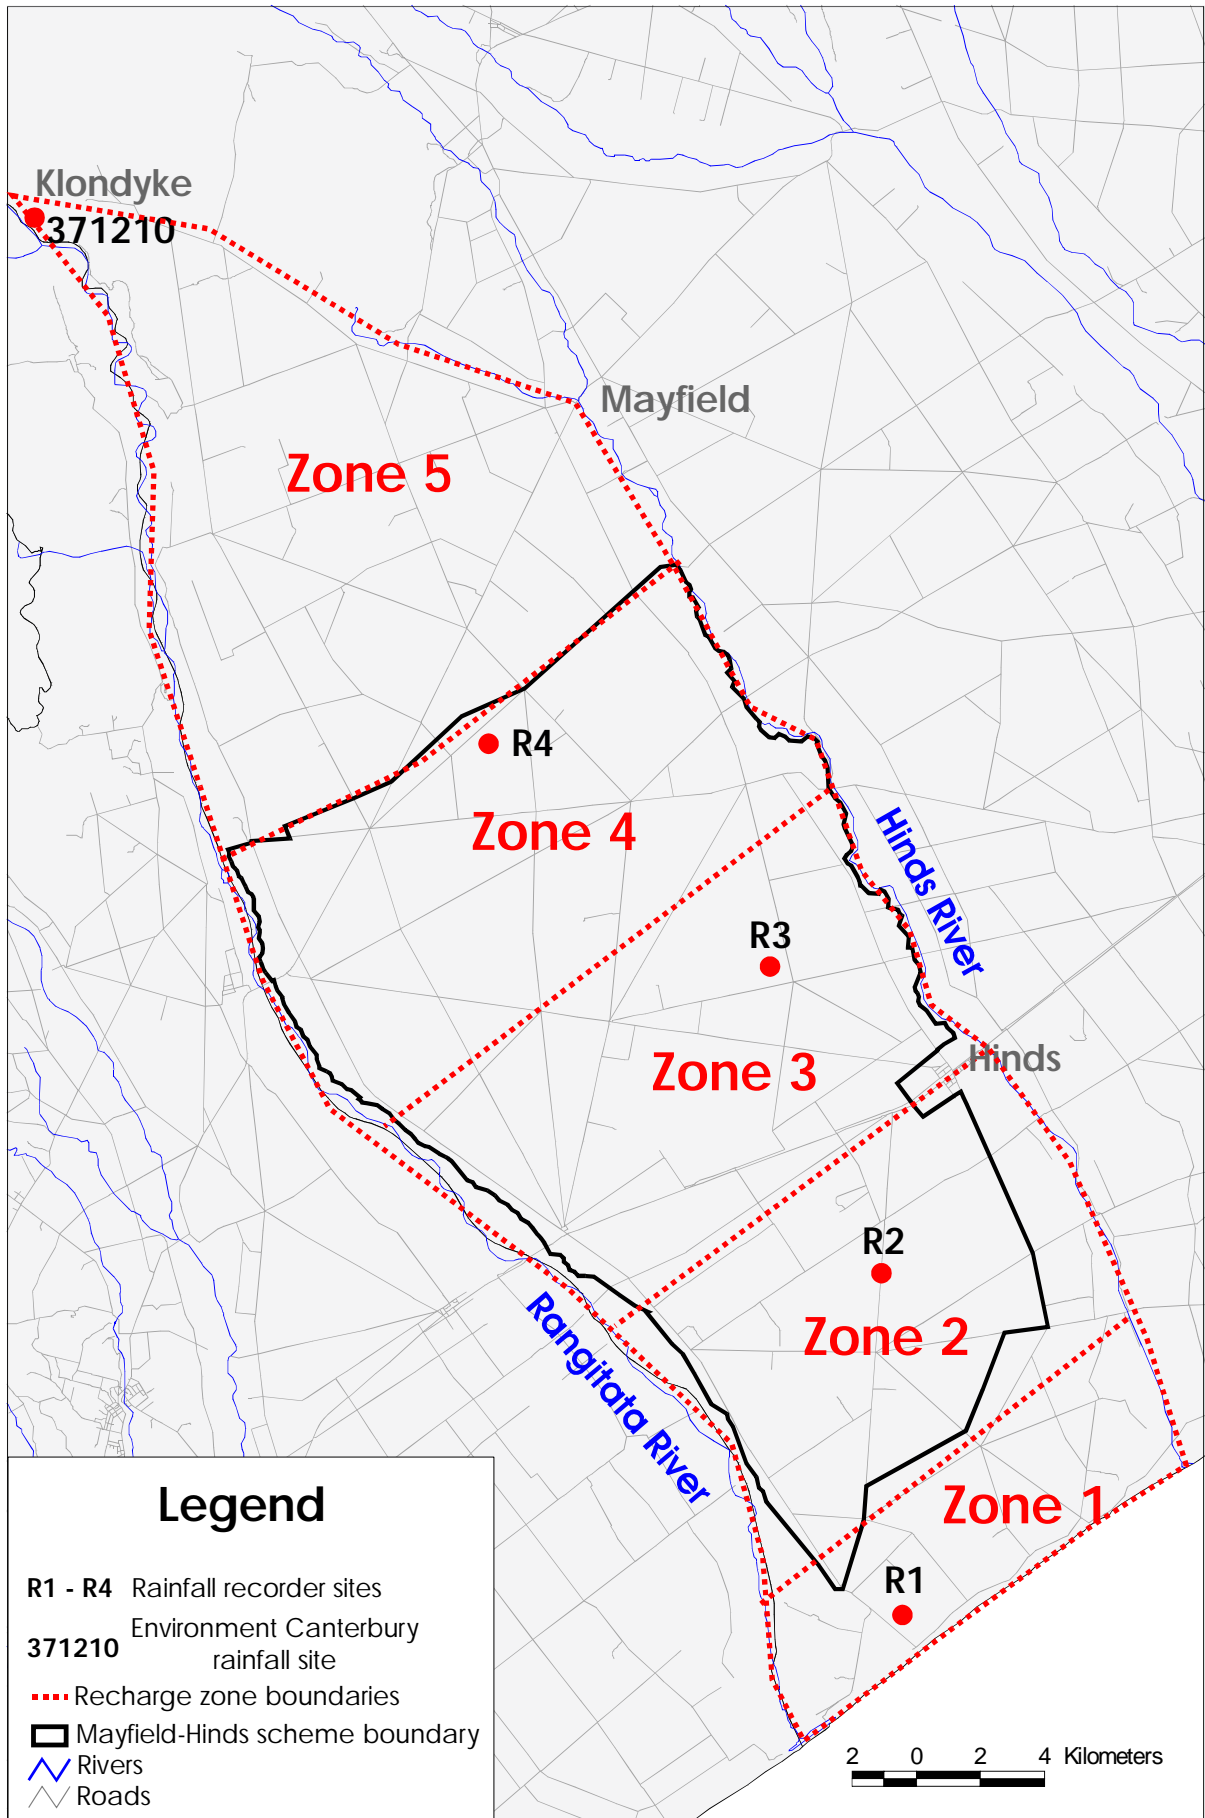 Klondyke
371210
Mayfield
Zone 5
R4
Zone 4
Hinds River
R3
Hinds
Zone 3
R2
Zone 2
Rangitata River
Zone 1
R1
Legend
R1 - R4 Rainfall recorder sites
371210 Environment Canterbury
rainfall site
Recharge zone boundaries
Mayfield-Hinds scheme boundary
Rivers
Roads
2 0 2 4 Kilometers